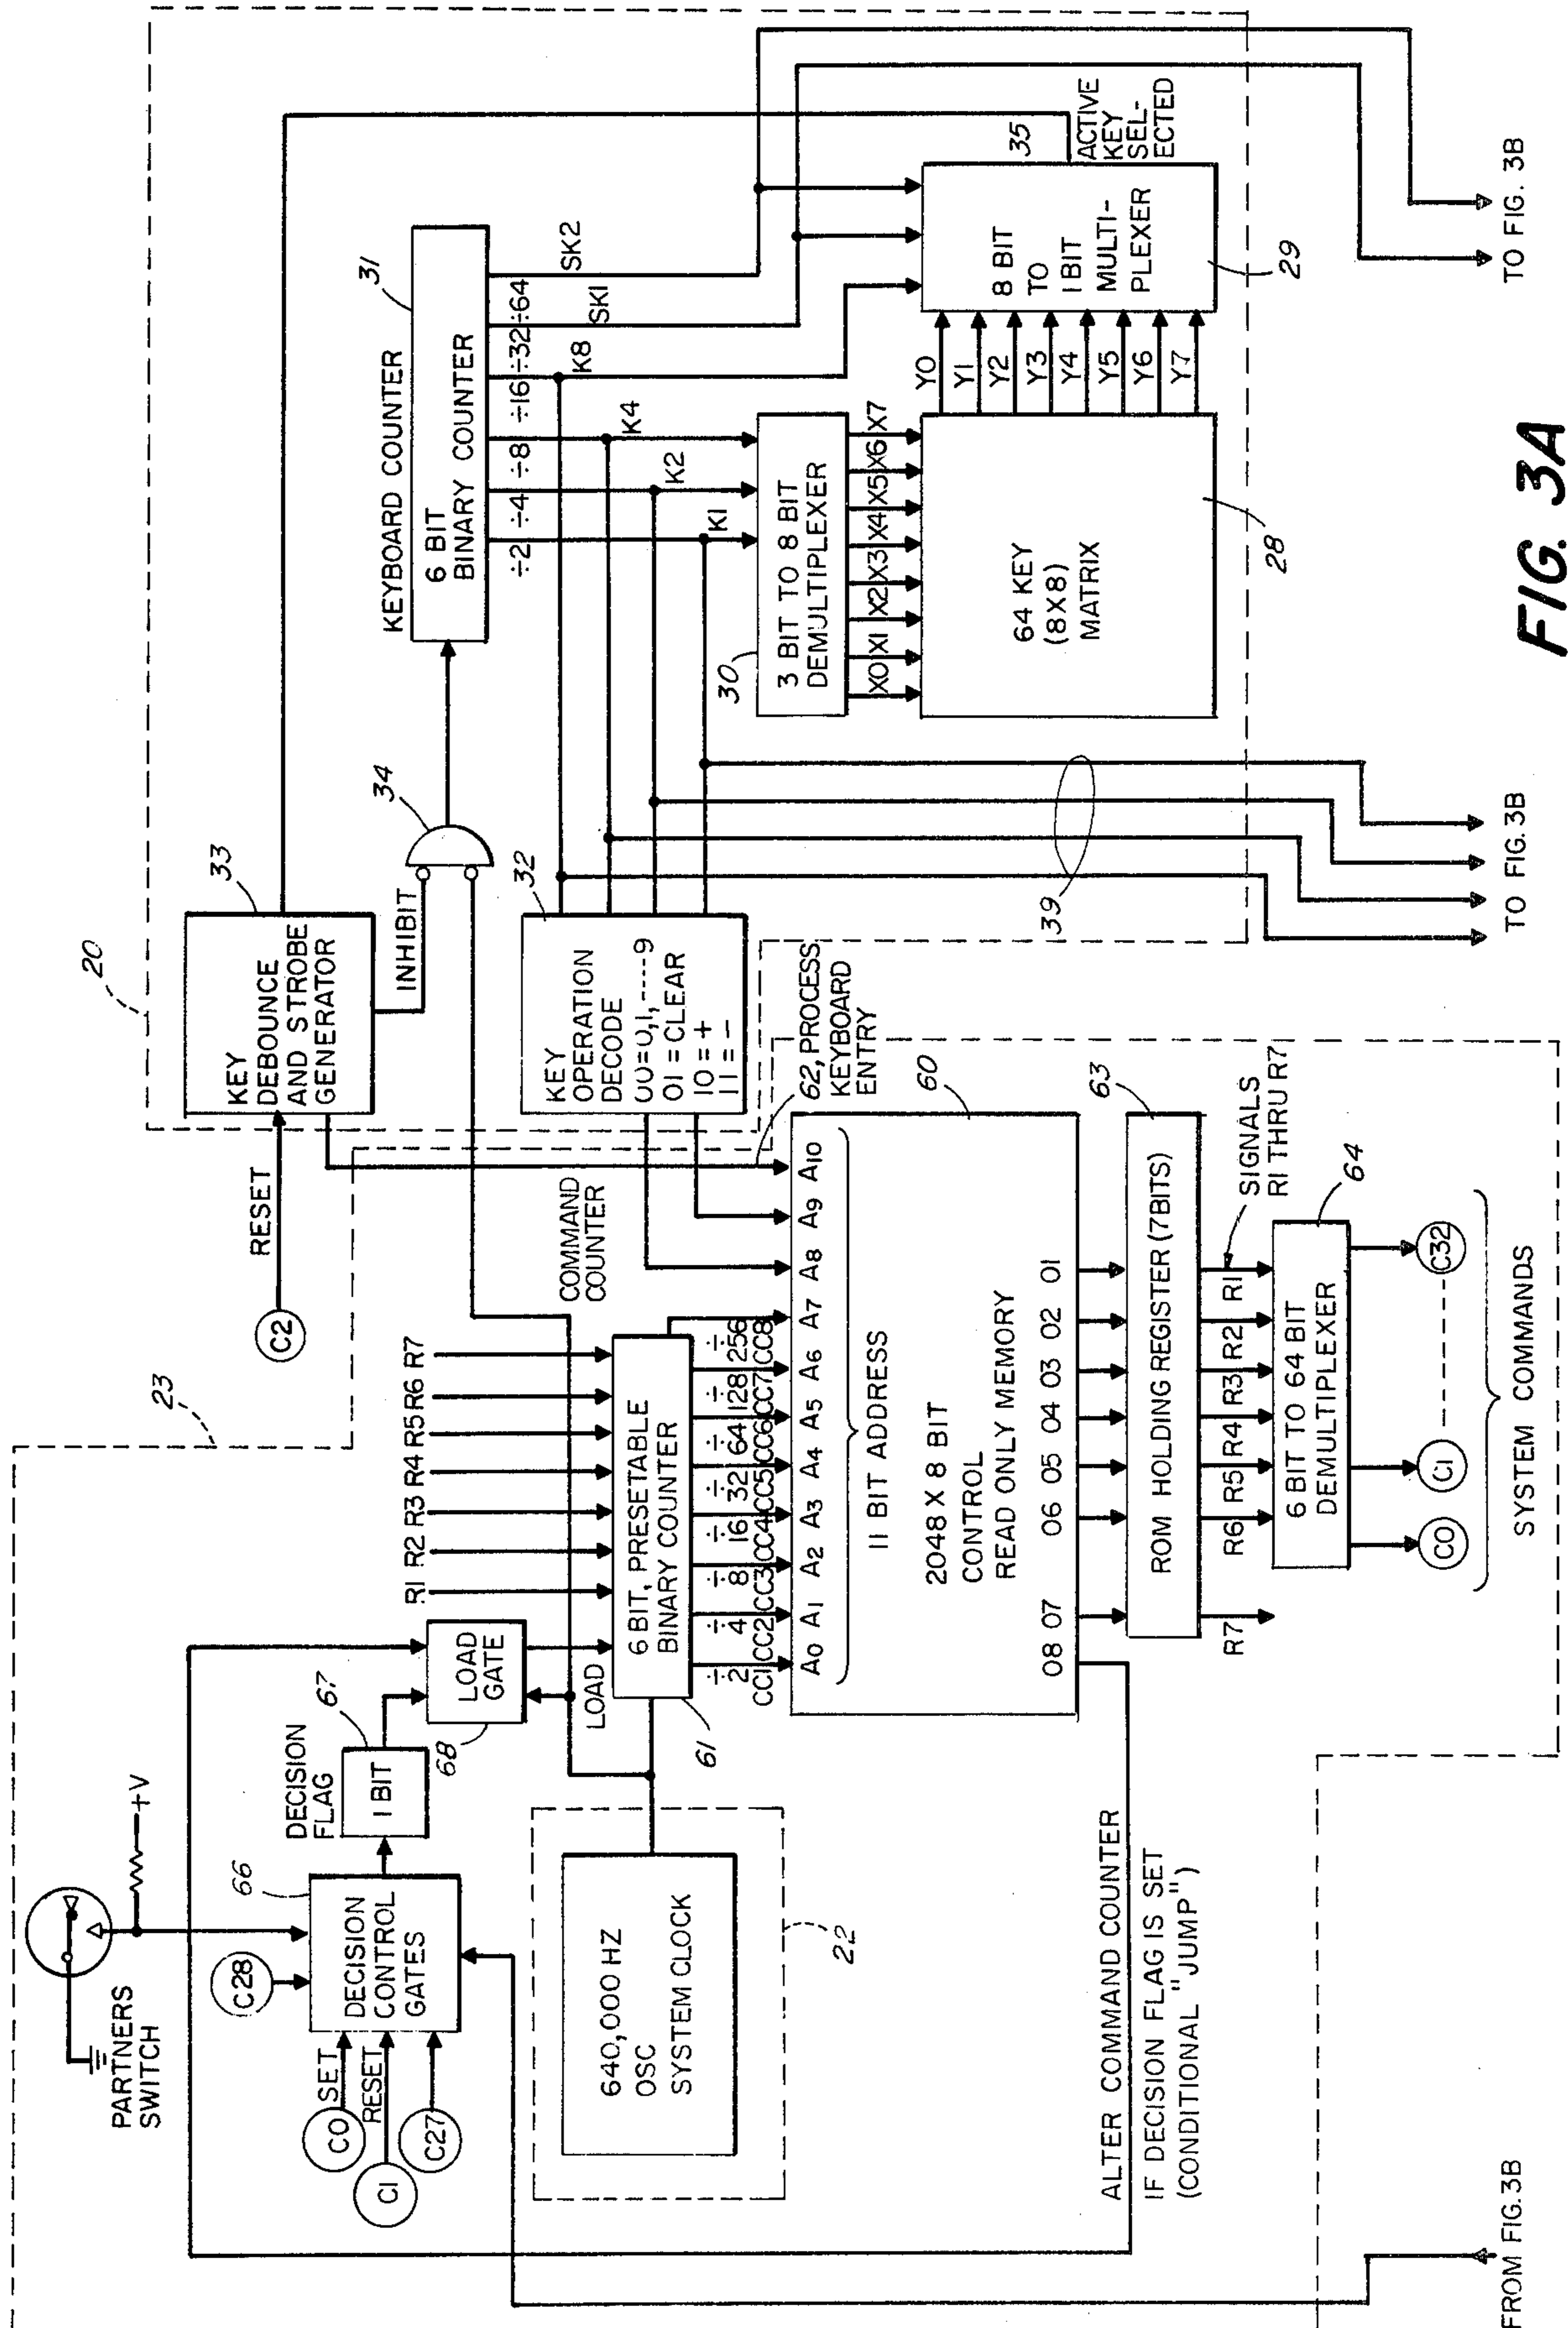 PARTNERS
SWITCH
+V
C28
C0
SET
C1
RESET
C27
DECISION
CONTROL
GATES
66
DECISION
FLAG
1 BIT
67
LOAD
GATE
68
LOAD
640,000 HZ
OSC
SYSTEM CLOCK
22
23
R1 R2 R3 R4 R5 R6 R7
6 BIT, PRESETABLE
BINARY COUNTER
61
COMMAND
COUNTER
÷2 ÷4 ÷8 ÷16 ÷32 ÷64 ÷128 ÷256
CC1 CC2 CC3 CC4 CC5 CC6 CC7 CC8
A0 A1 A2 A3 A4 A5 A6 A7 A8 A9 A10
11 BIT ADDRESS
2048 X 8 BIT
CONTROL
READ ONLY MEMORY
60
08 07 06 05 04 03 02 01
ALTER COMMAND COUNTER
IF DECISION FLAG IS SET
(CONDITIONAL "JUMP")
ROM HOLDING REGISTER (7BITS)
63
R7 R6 R5 R4 R3 R2 R1
SIGNALS
R1 THRU R7
6 BIT TO 64 BIT
DEMULTIPLEXER
64
C0 C1 C32
SYSTEM COMMANDS
FROM FIG. 3B
C2
RESET
20
KEY
DEBOUNCE
AND STROBE
GENERATOR
33
INHIBIT
34
KEY
OPERATION
DECODE
00=0,1,----9
01 = CLEAR
10 = +
11 = -
32
62, PROCESS
KEYBOARD
ENTRY
KEYBOARD COUNTER
6 BIT
BINARY COUNTER
31
÷2 ÷4 ÷8 ÷16 ÷32 ÷64
K1
K2
K4
K8
SK1
SK2
30
3 BIT TO 8 BIT
DEMULTIPLEXER
X0 X1 X2 X3 X4 X5 X6 X7
64 KEY
(8X8)
MATRIX
28
Y0
Y1
Y2
Y3
Y4
Y5
Y6
Y7
8 BIT
TO
1 BIT
MULTI-
PLEXER
29
35
ACTIVE
KEY
SEL-
ECTED
39
TO FIG. 3B
TO FIG. 3B
FIG. 3A